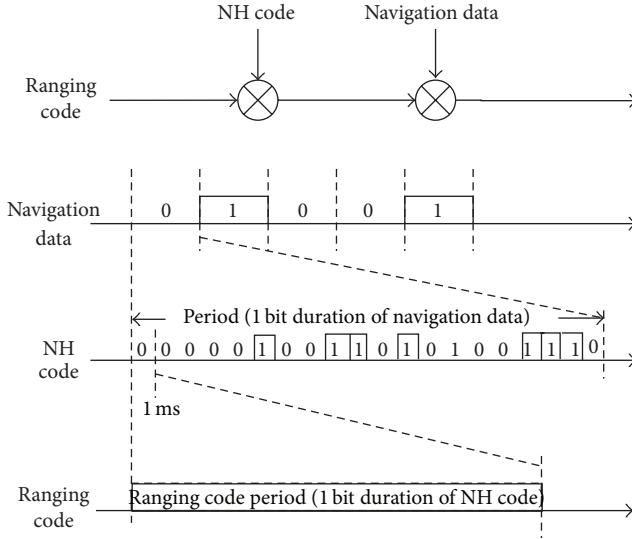 NH code
Navigation data
Ranging
code
Navigation
data
0 1 0 0 1
Period (1 bit duration of navigation data)
NH
code
0 0 0 0 0 1 0 0 1 1 0 1 0 1 0 0 1 1 1 0
1 ms
Ranging
code
Ranging code period (1 bit duration of NH code)